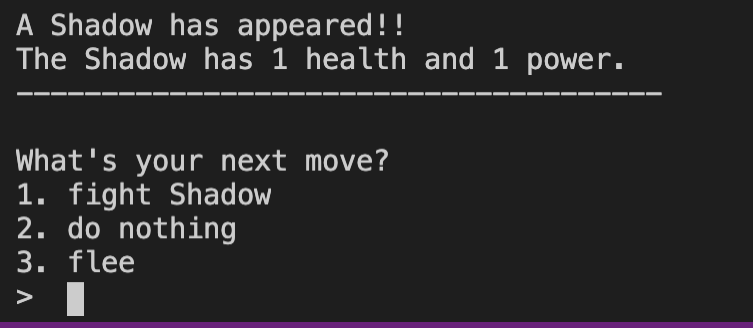 A Shadow has appeared!!
The Shadow has 1 health and 1 power.
--------------------------------------
What's your next move?
1. fight Shadow
2. do nothing
3. flee
>